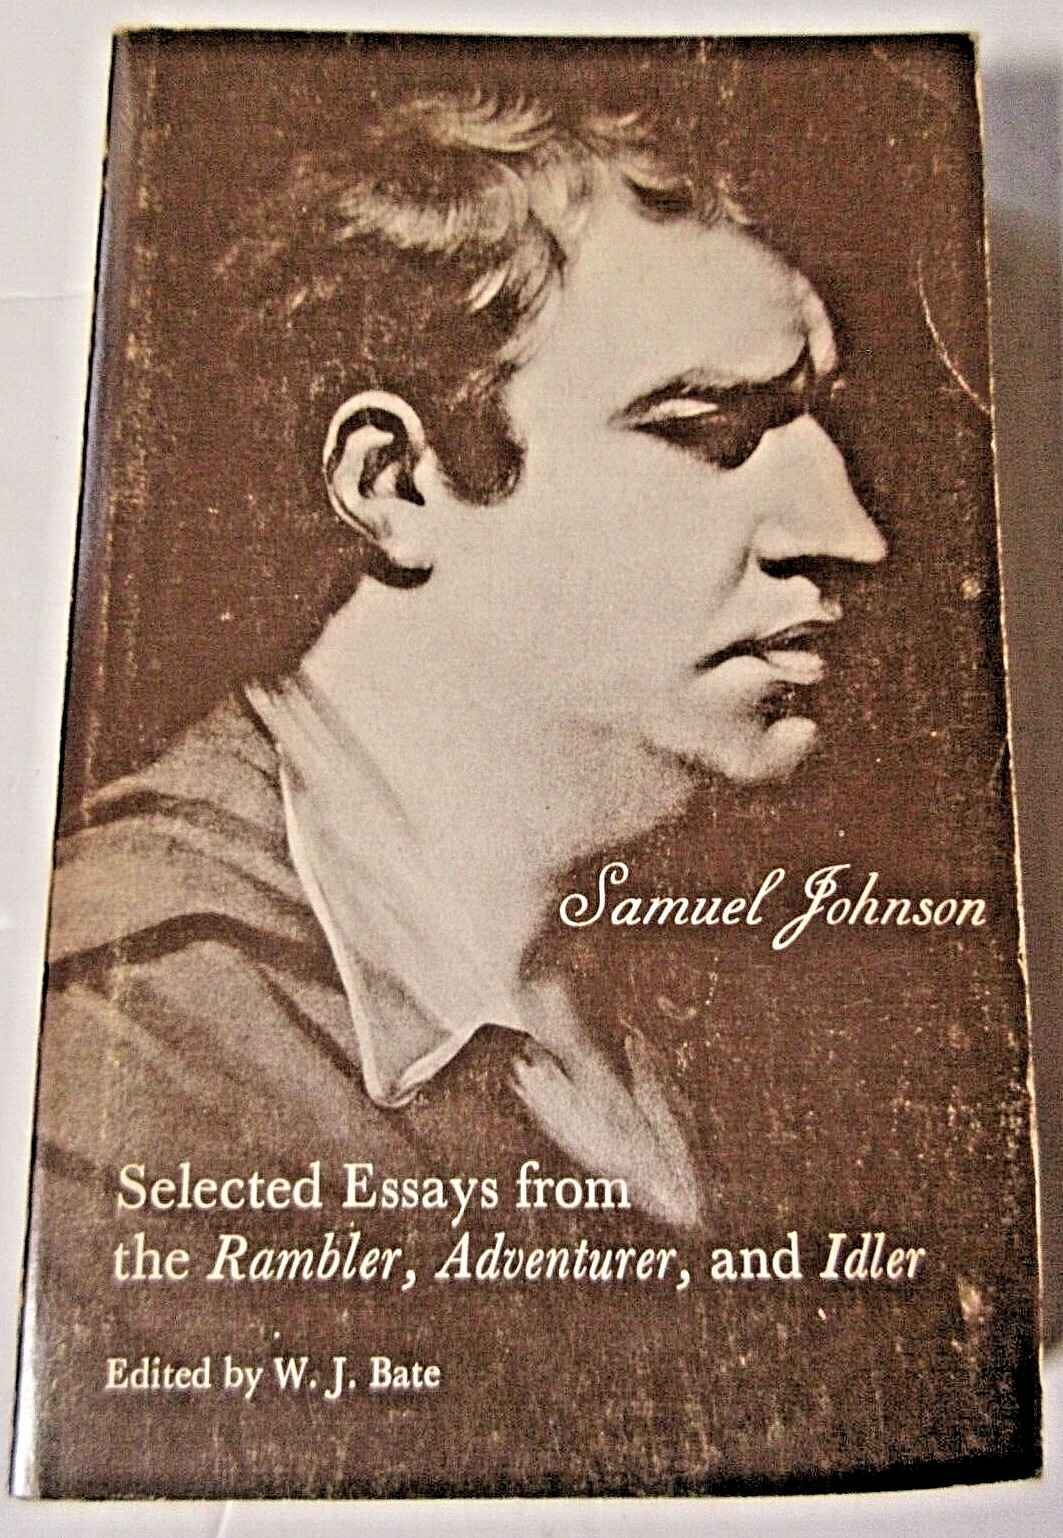 Samuel Johnson
Selected Essays from
the Rambler, Adventurer, and Idler
Edited by W. J. Bate